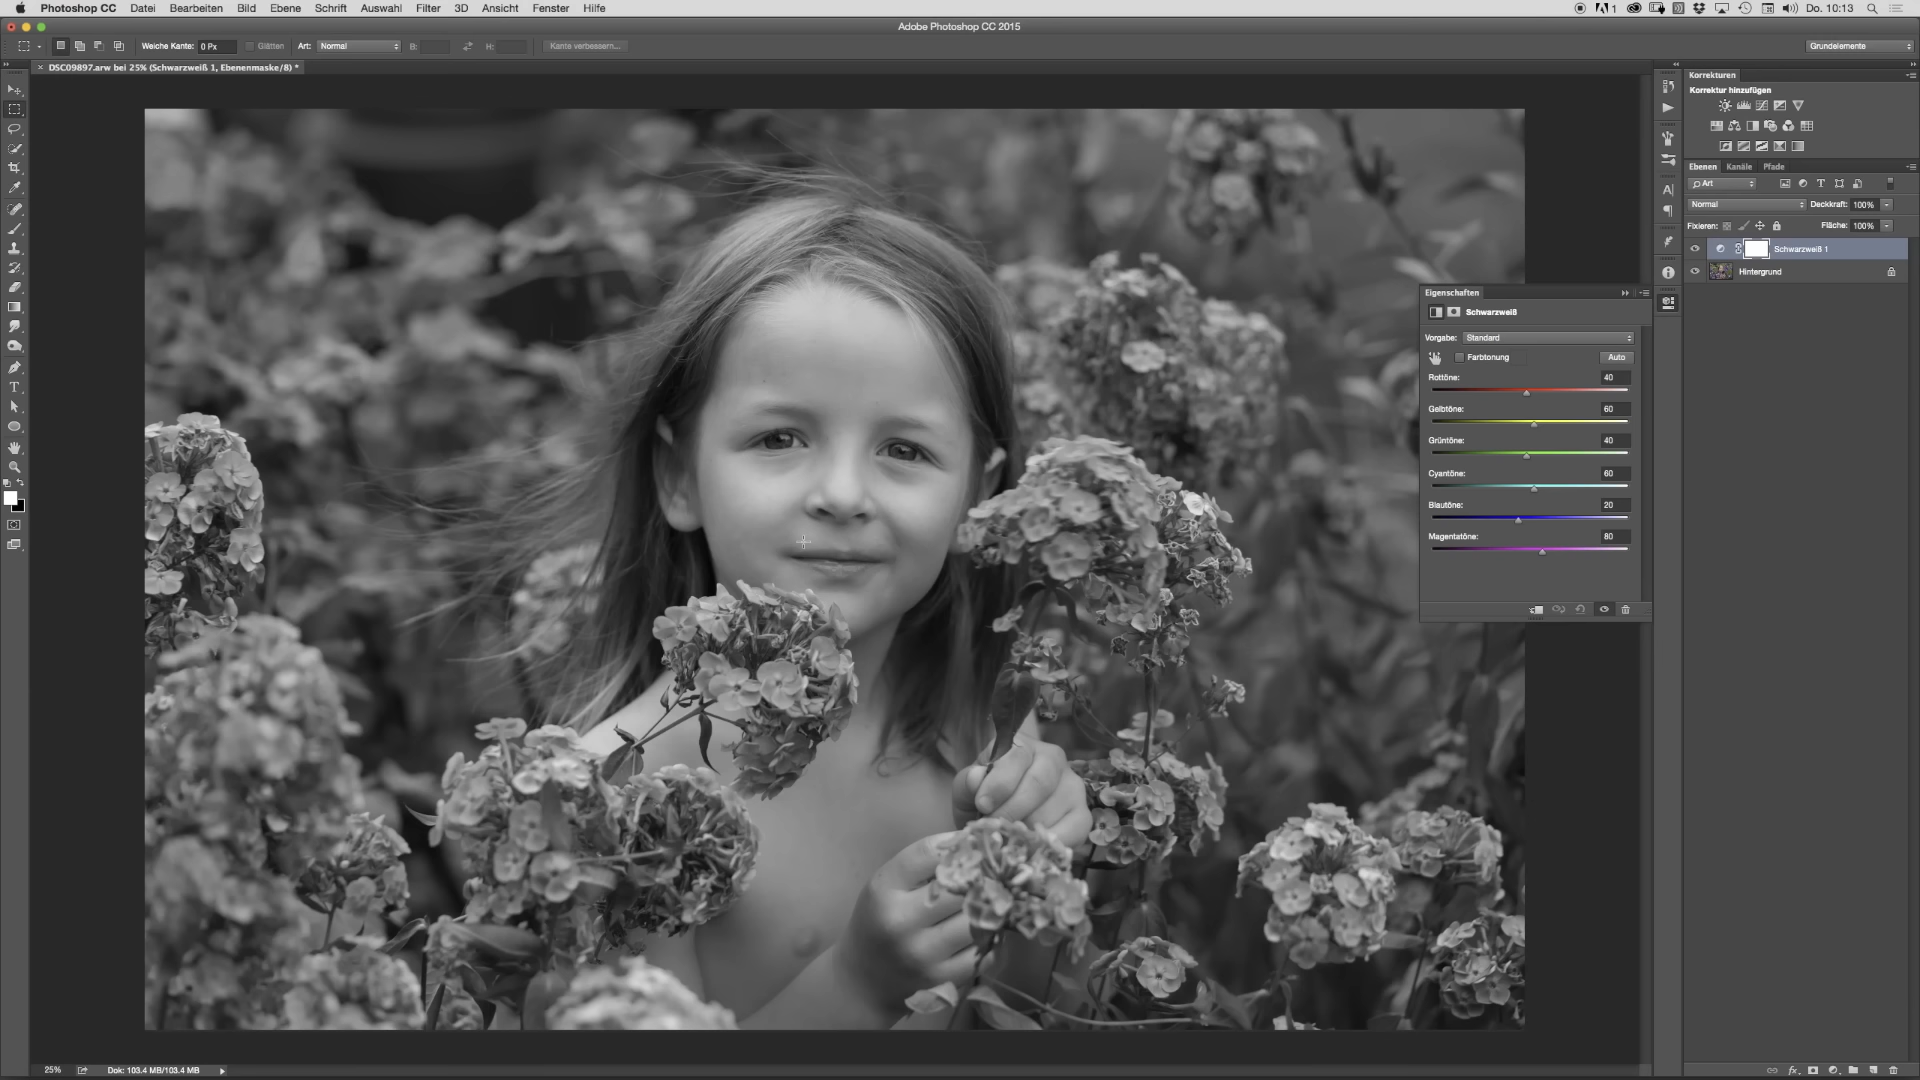 Photoshop CC Datei Bearbeiten Bild Ebene Schrift Auswahl Filter 3D Ansicht Fenster Hilfe 1 Do. 10:13
Adobe Photoshop CC 2015
Weiche Kante: 0 Px Glätten Art: Normal B: H: Kante verbessern... Grundelemente
× DSC09897.arw bei 25% (Schwarzweiß 1, Ebenenmaske/8) *
Korrekturen
Korrektur hinzufügen
Ebenen Kanäle Pfade
Art
Normal Deckkraft: 100%
Fixieren: Fläche: 100%
Schwarzweiß 1
Hintergrund
Eigenschaften
Schwarzweiß
Vorgabe: Standard
Farbtonung Auto
Rottöne: 40
Gelbtöne: 60
Grüntöne: 40
Cyantöne: 60
Blautöne: 20
Magentatöne: 80
25% Dok: 103.4 MB/103.4 MB